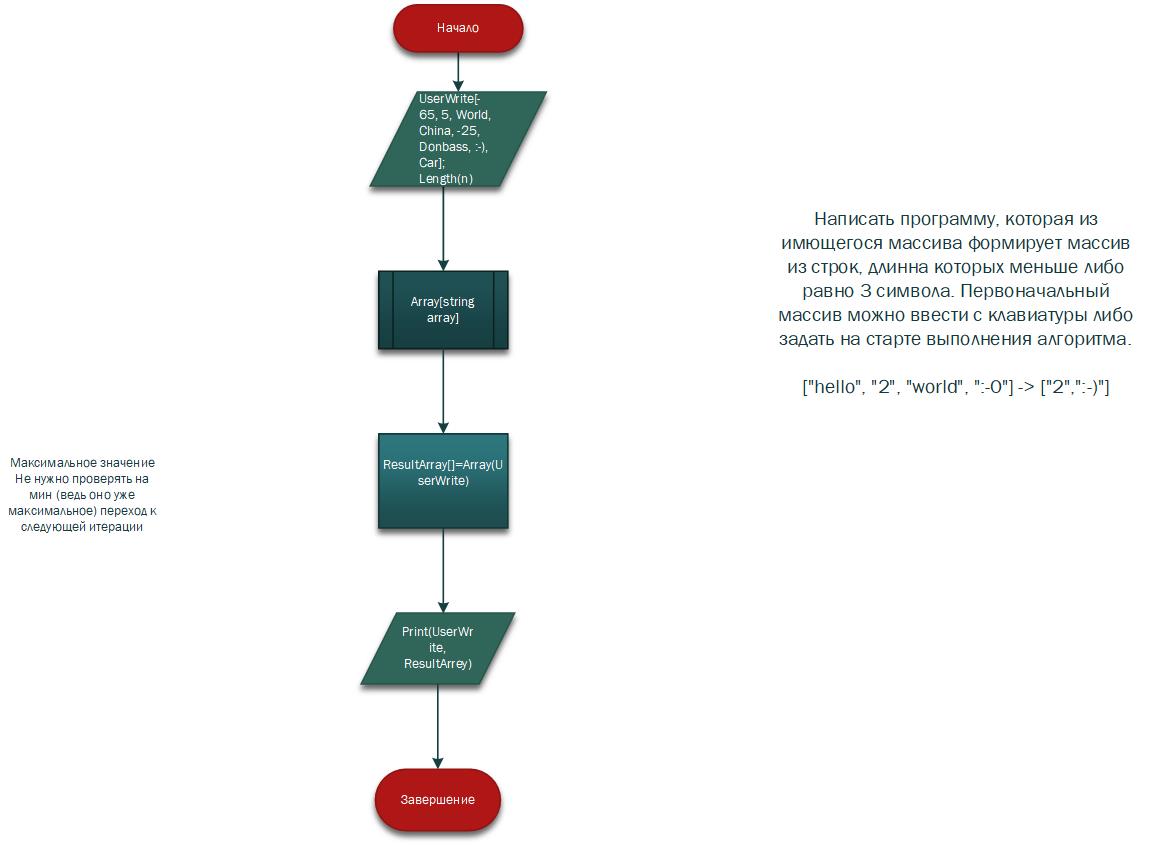 Начало
UserWrite[-
65, 5, World,
China, -25,
Donbass, :-),
Car];
Length(n)
Array[string
array]
ResultArray[]=Array(U
serWrite)
Print(UserWr
ite,
ResultArrey)
Завершение
Максимальное значение
Не нужно проверять на
мин (ведь оно уже
максимальное) переход к
следующей итерации
Написать программу, которая из
имющегося массива формирует массив
из строк, длинна которых меньше либо
равно 3 символа. Первоначальный
массив можно ввести с клавиатуры либо
задать на старте выполнения алгоритма.
["hello", "2", "world", ":-0"] -> ["2",":-)"]